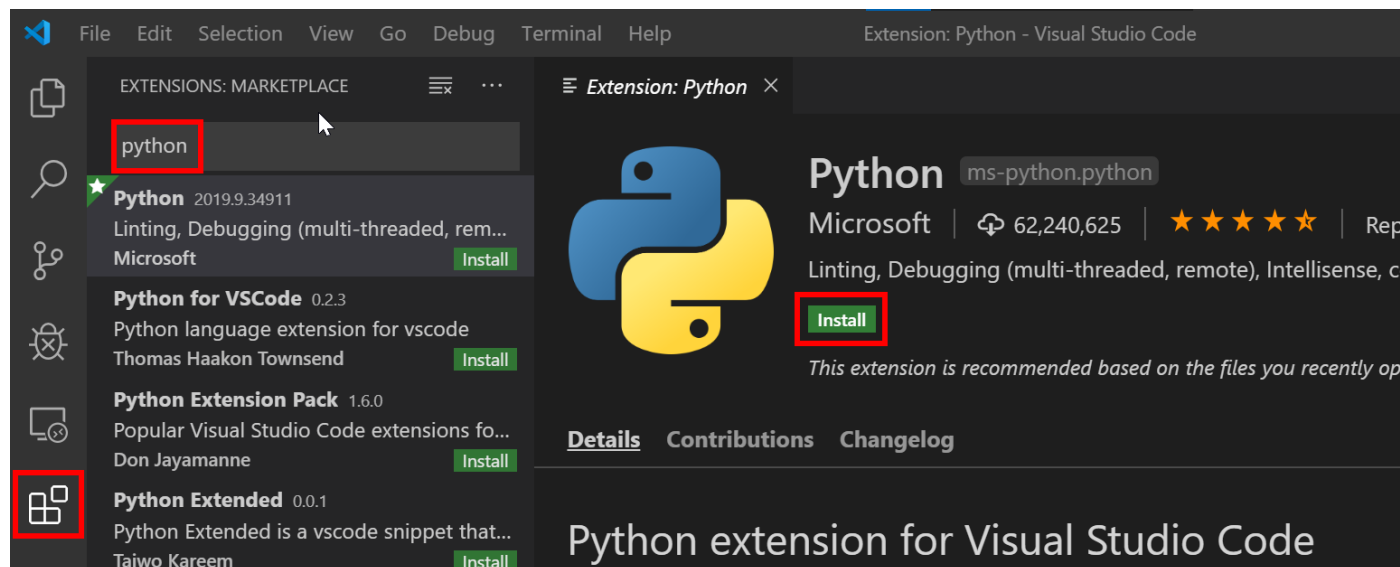 File Edit Selection View Go Debug Terminal Help Extension: Python - Visual Studio Code
EXTENSIONS: MARKETPLACE
python
Python 2019.9.34911
Linting, Debugging (multi-threaded, rem...
Microsoft Install
Python for VSCode 0.2.3
Python language extension for vscode
Thomas Haakon Townsend Install
Python Extension Pack 1.6.0
Popular Visual Studio Code extensions fo...
Don Jayamanne Install
Python Extended 0.0.1
Python Extended is a vscode snippet that...
Taiwo Kareem Install
Extension: Python
Python ms-python.python
Microsoft 62,240,625 Rep
Linting, Debugging (multi-threaded, remote), Intellisense, c
Install
This extension is recommended based on the files you recently op
Details Contributions Changelog
Python extension for Visual Studio Code